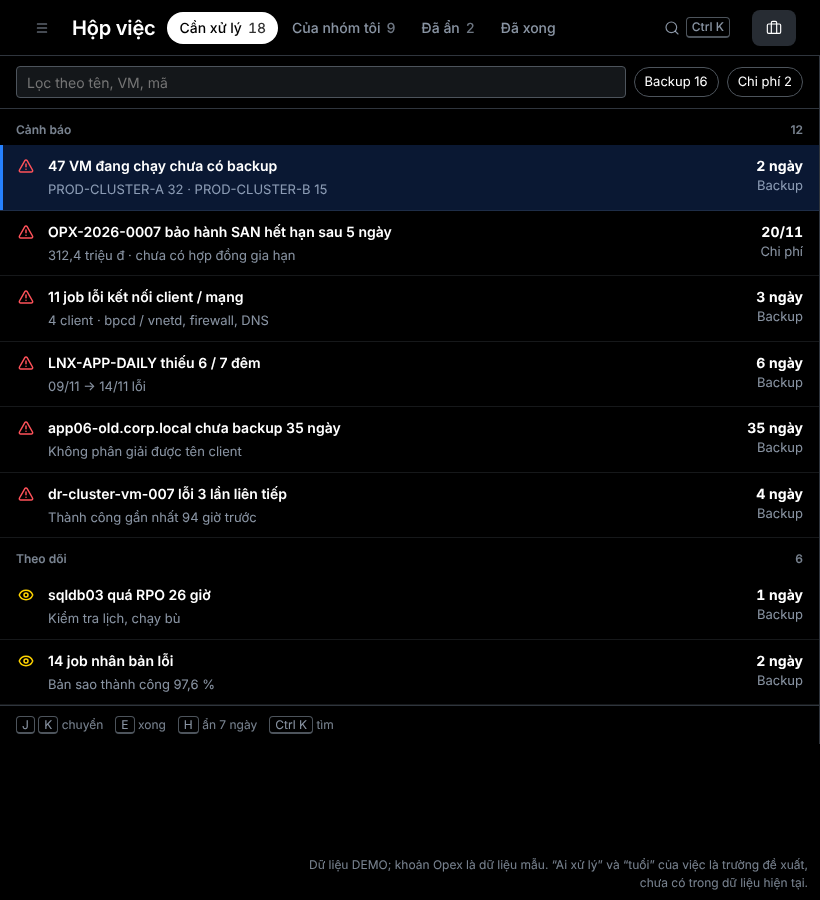 Hộp việc Cần xử lý 18 Của nhóm tôi 9 Đã ẩn 2 Đã xong Ctrl K
Lọc theo tên, VM, mã Backup 16 Chi phí 2
Cảnh báo 12
47 VM đang chạy chưa có backup 2 ngày
PROD-CLUSTER-A 32 · PROD-CLUSTER-B 15 Backup
OPX-2026-0007 bảo hành SAN hết hạn sau 5 ngày 20/11
312,4 triệu đ · chưa có hợp đồng gia hạn Chi phí
11 job lỗi kết nối client / mạng 3 ngày
4 client · bpcd / vnetd, firewall, DNS Backup
LNX-APP-DAILY thiếu 6 / 7 đêm 6 ngày
09/11 → 14/11 lỗi Backup
app06-old.corp.local chưa backup 35 ngày 35 ngày
Không phân giải được tên client Backup
dr-cluster-vm-007 lỗi 3 lần liên tiếp 4 ngày
Thành công gần nhất 94 giờ trước Backup
Theo dõi 6
sqldb03 quá RPO 26 giờ 1 ngày
Kiểm tra lịch, chạy bù Backup
14 job nhân bản lỗi 2 ngày
Bản sao thành công 97,6 % Backup
J K chuyển E xong H ẩn 7 ngày Ctrl K tìm
Dữ liệu DEMO; khoản Opex là dữ liệu mẫu. “Ai xử lý” và “tuổi” của việc là trường đề xuất,
chưa có trong dữ liệu hiện tại.